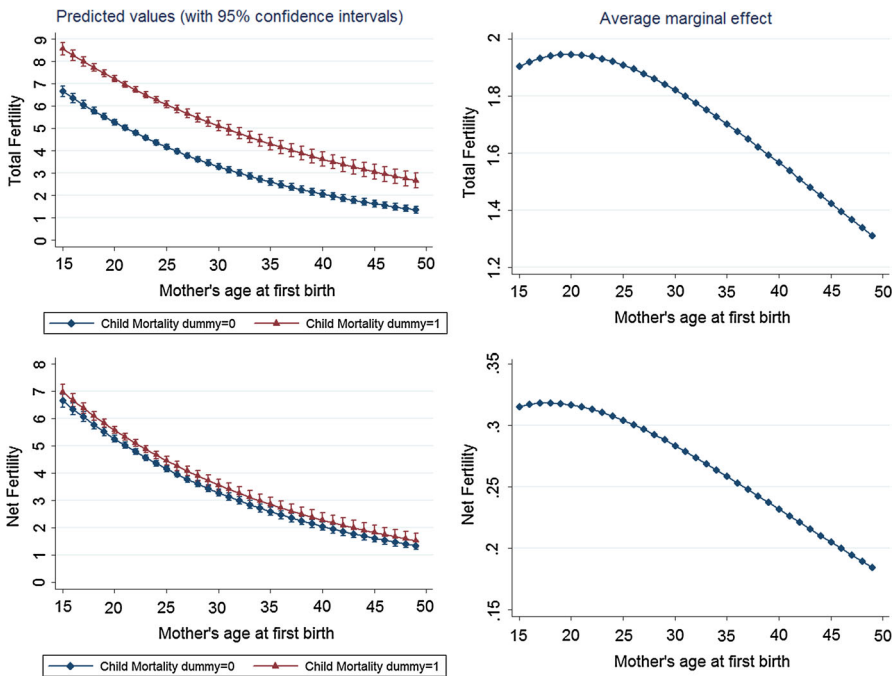 Predicted values (with 95% confidence intervals)
Total Fertility
9
8
7
6
5
4
3
2
1
0
15 20 25 30 35 40 45 50
Mother's age at first birth
Child Mortality dummy=0 Child Mortality dummy=1
Average marginal effect
Total Fertility
2
1.8
1.6
1.4
1.2
15 20 25 30 35 40 45 50
Mother's age at first birth
Net Fertility
8
7
6
5
4
3
2
1
0
15 20 25 30 35 40 45 50
Mother's age at first birth
Child Mortality dummy=0 Child Mortality dummy=1
Net Fertility
.35
.3
.25
.2
.15
15 20 25 30 35 40 45 50
Mother's age at first birth